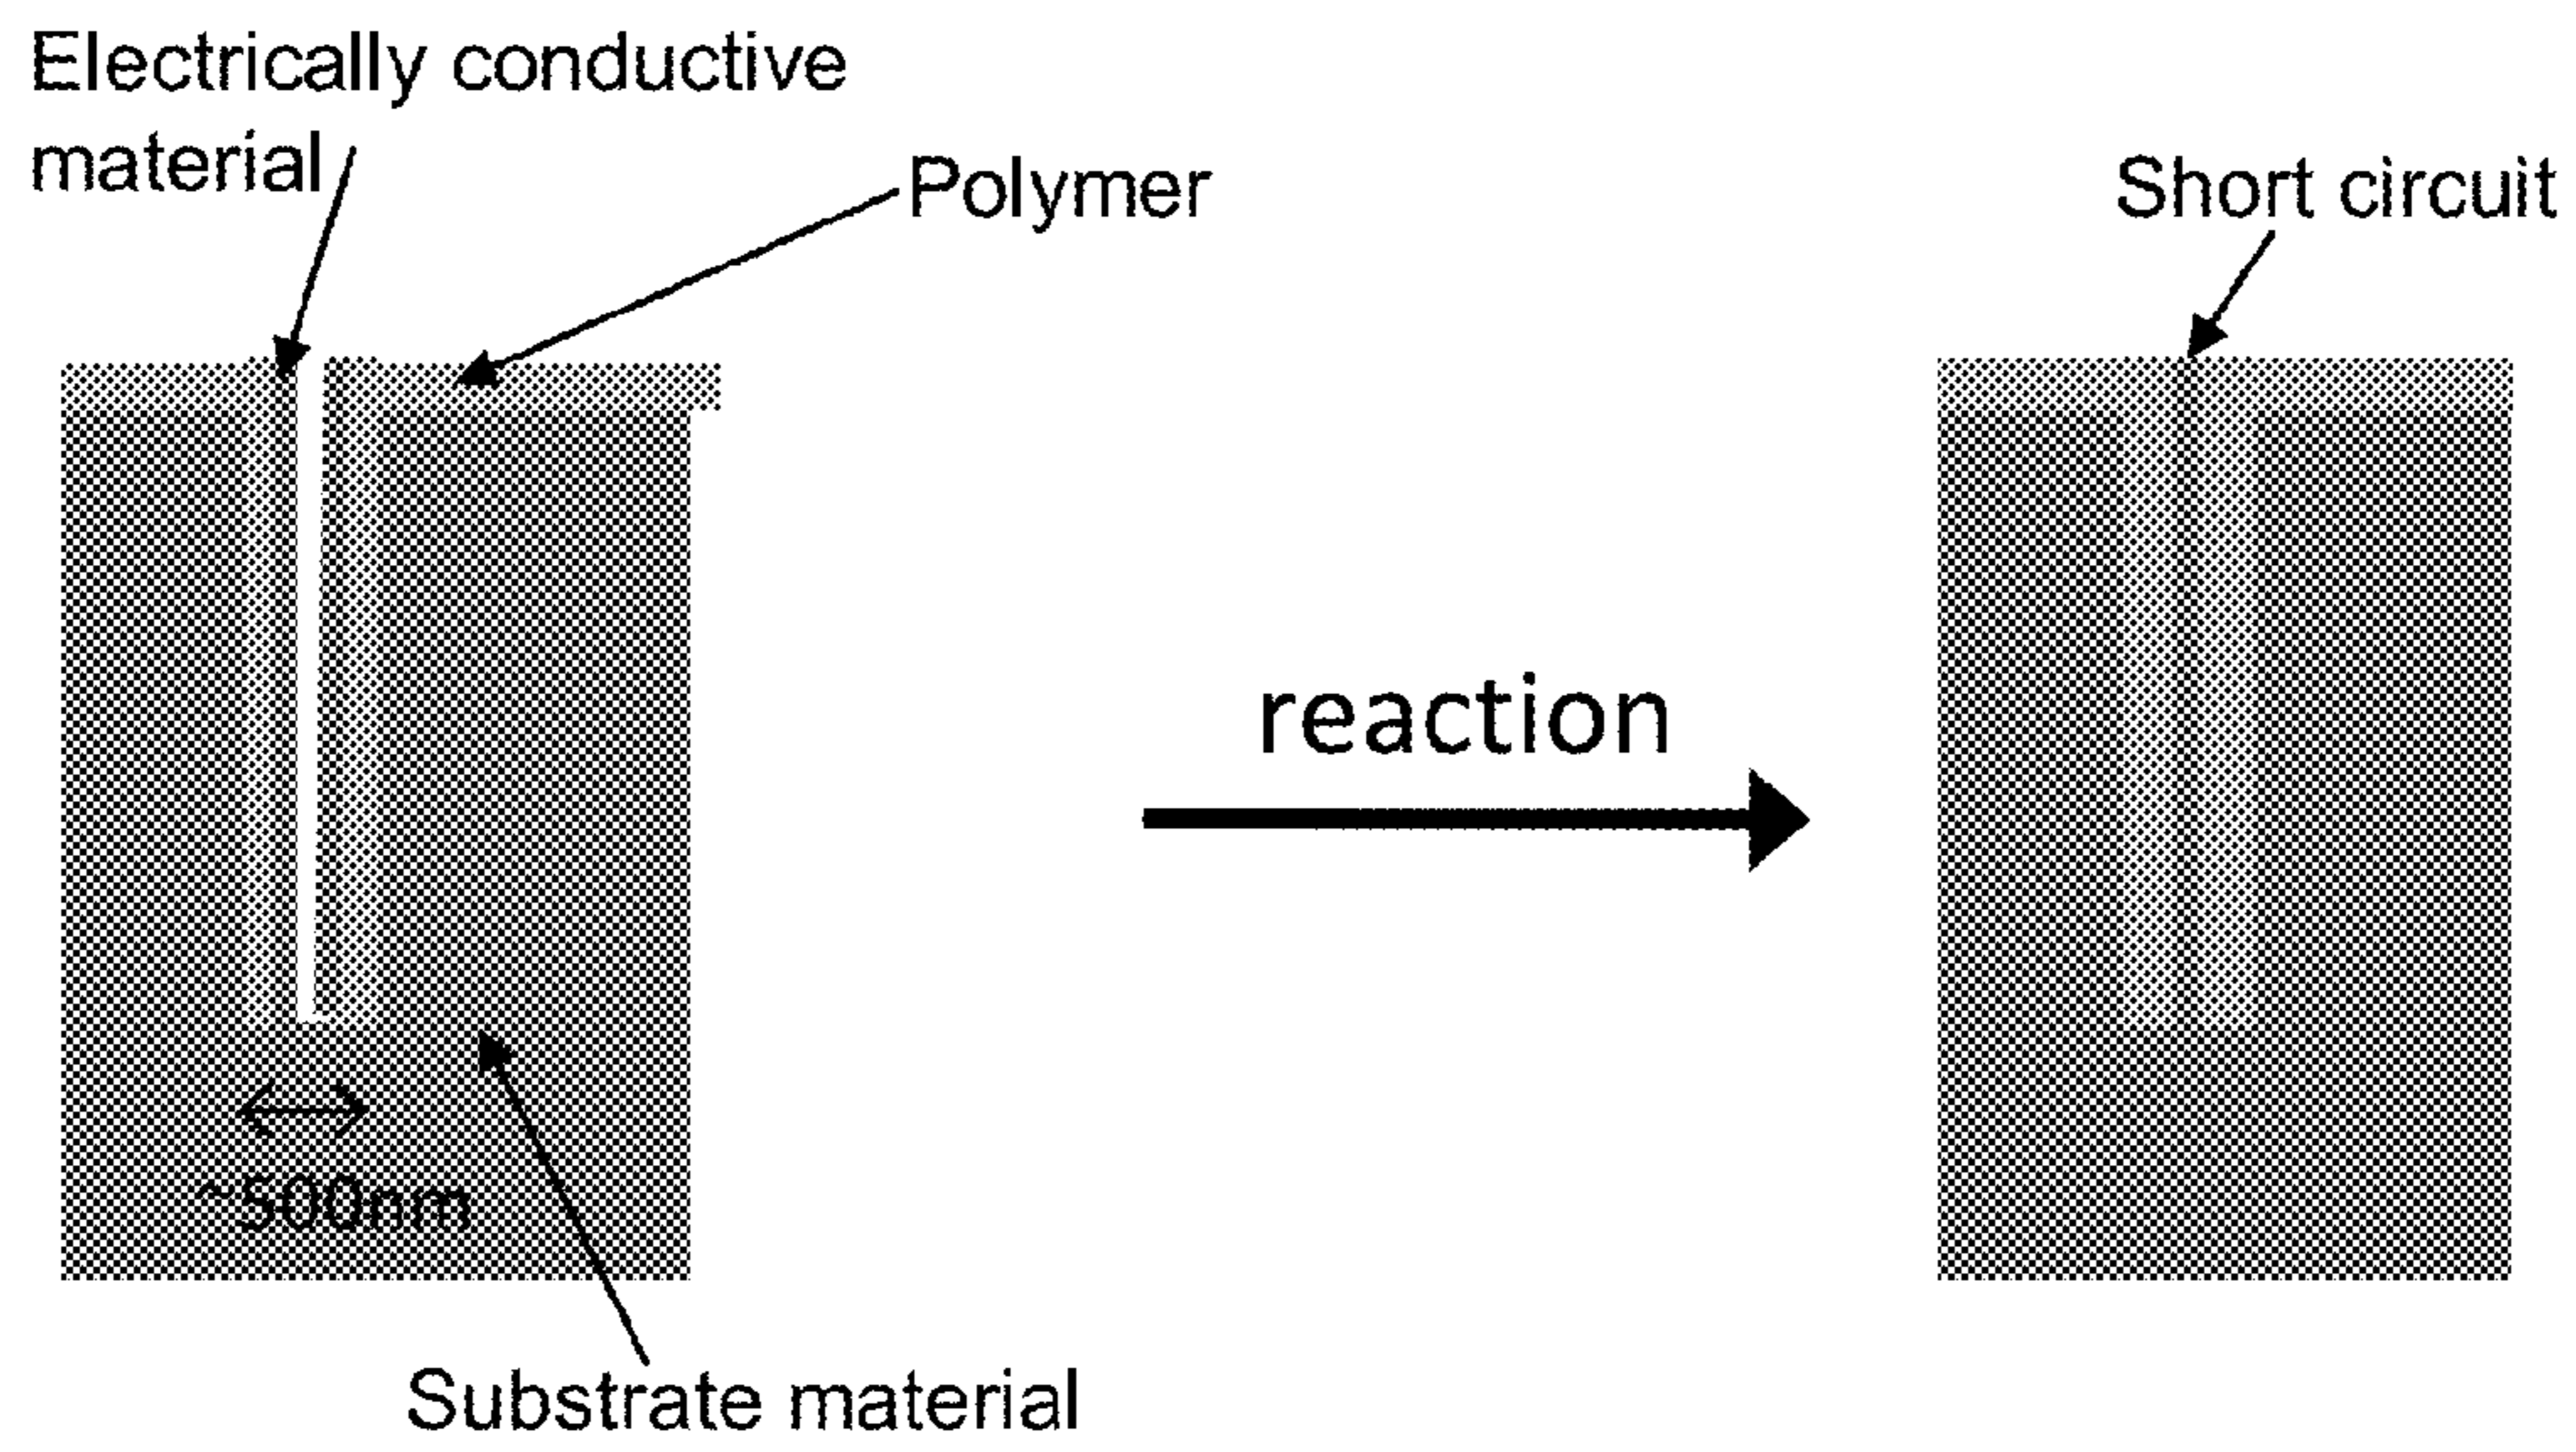 Electrically conductive
material
Polymer
Short circuit
reaction
~500nm
Substrate material